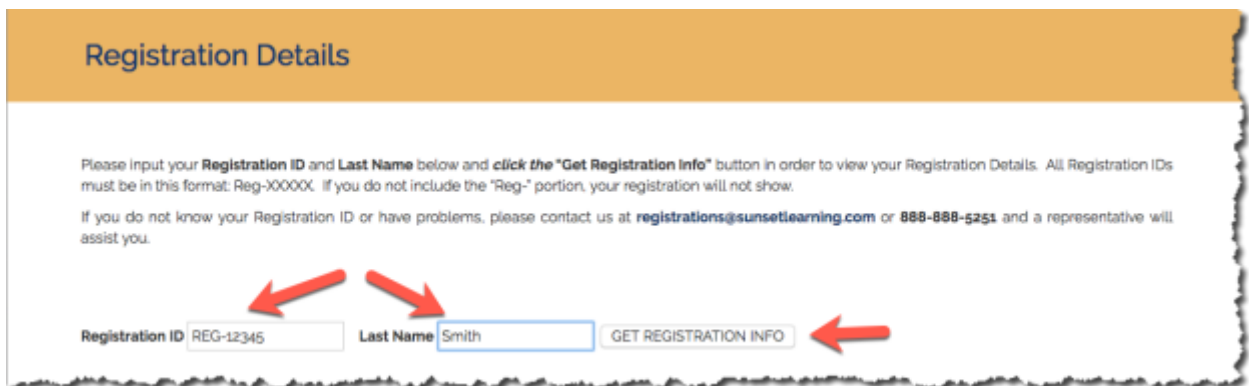 Registration Details
Please input your Registration ID and Last Name below and click the "Get Registration Info" button in order to view your Registration Details. All Registration IDs
must be in this format: Reg-XXXXX. If you do not include the "Reg-" portion, your registration will not show.
If you do not know your Registration ID or have problems, please contact us at registrations@sunsetlearning.com or 888-888-5251 and a representative will
assist you.
Registration ID REG-12345 Last Name Smith GET REGISTRATION INFO